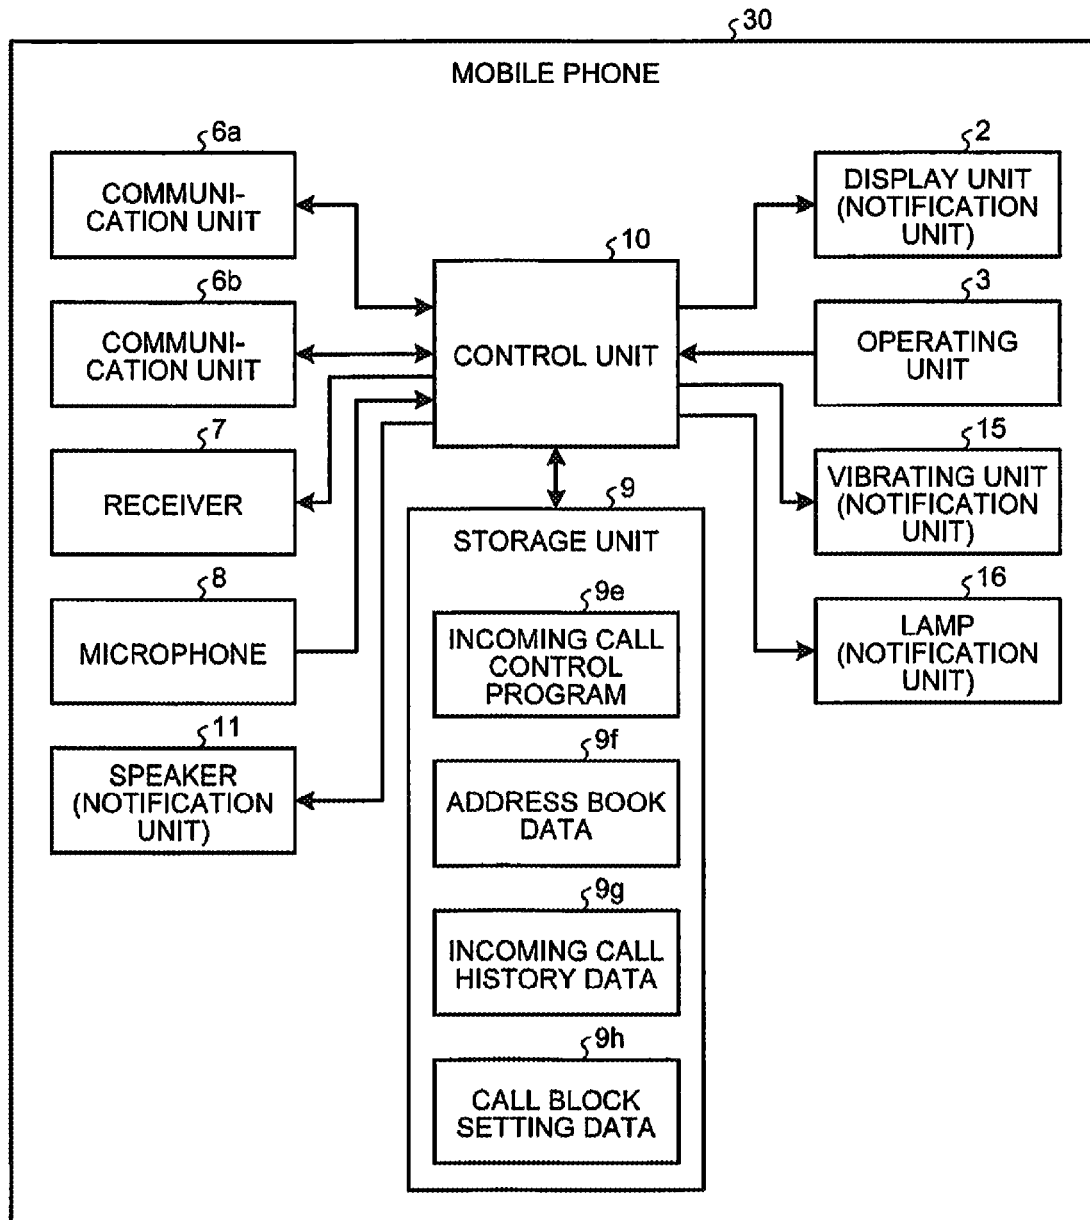 30
MOBILE PHONE
6a
COMMUNI-
CATION UNIT
6b
COMMUNI-
CATION UNIT
7
RECEIVER
8
MICROPHONE
11
SPEAKER
(NOTIFICATION
UNIT)
10
CONTROL UNIT
9
STORAGE UNIT
9e
INCOMING CALL
CONTROL
PROGRAM
9f
ADDRESS BOOK
DATA
9g
INCOMING CALL
HISTORY DATA
9h
CALL BLOCK
SETTING DATA
2
DISPLAY UNIT
(NOTIFICATION
UNIT)
3
OPERATING
UNIT
15
VIBRATING UNIT
(NOTIFICATION
UNIT)
16
LAMP
(NOTIFICATION
UNIT)